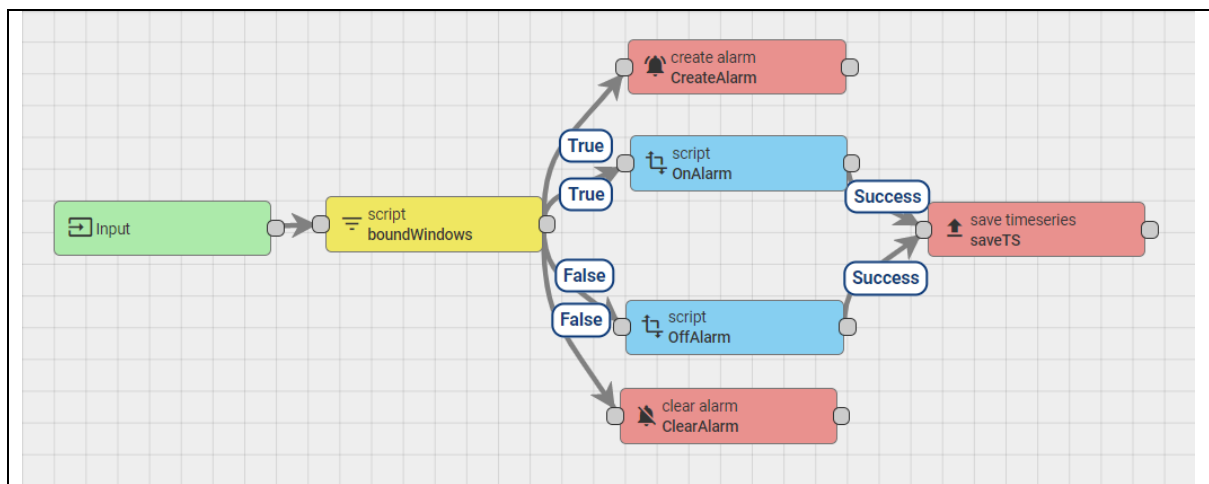 create alarm
CreateAlarm
True
script
OnAlarm
True
Success
Input
script
boundWindows
save timeseries
saveTS
False
Success
False
script
OffAlarm
clear alarm
ClearAlarm